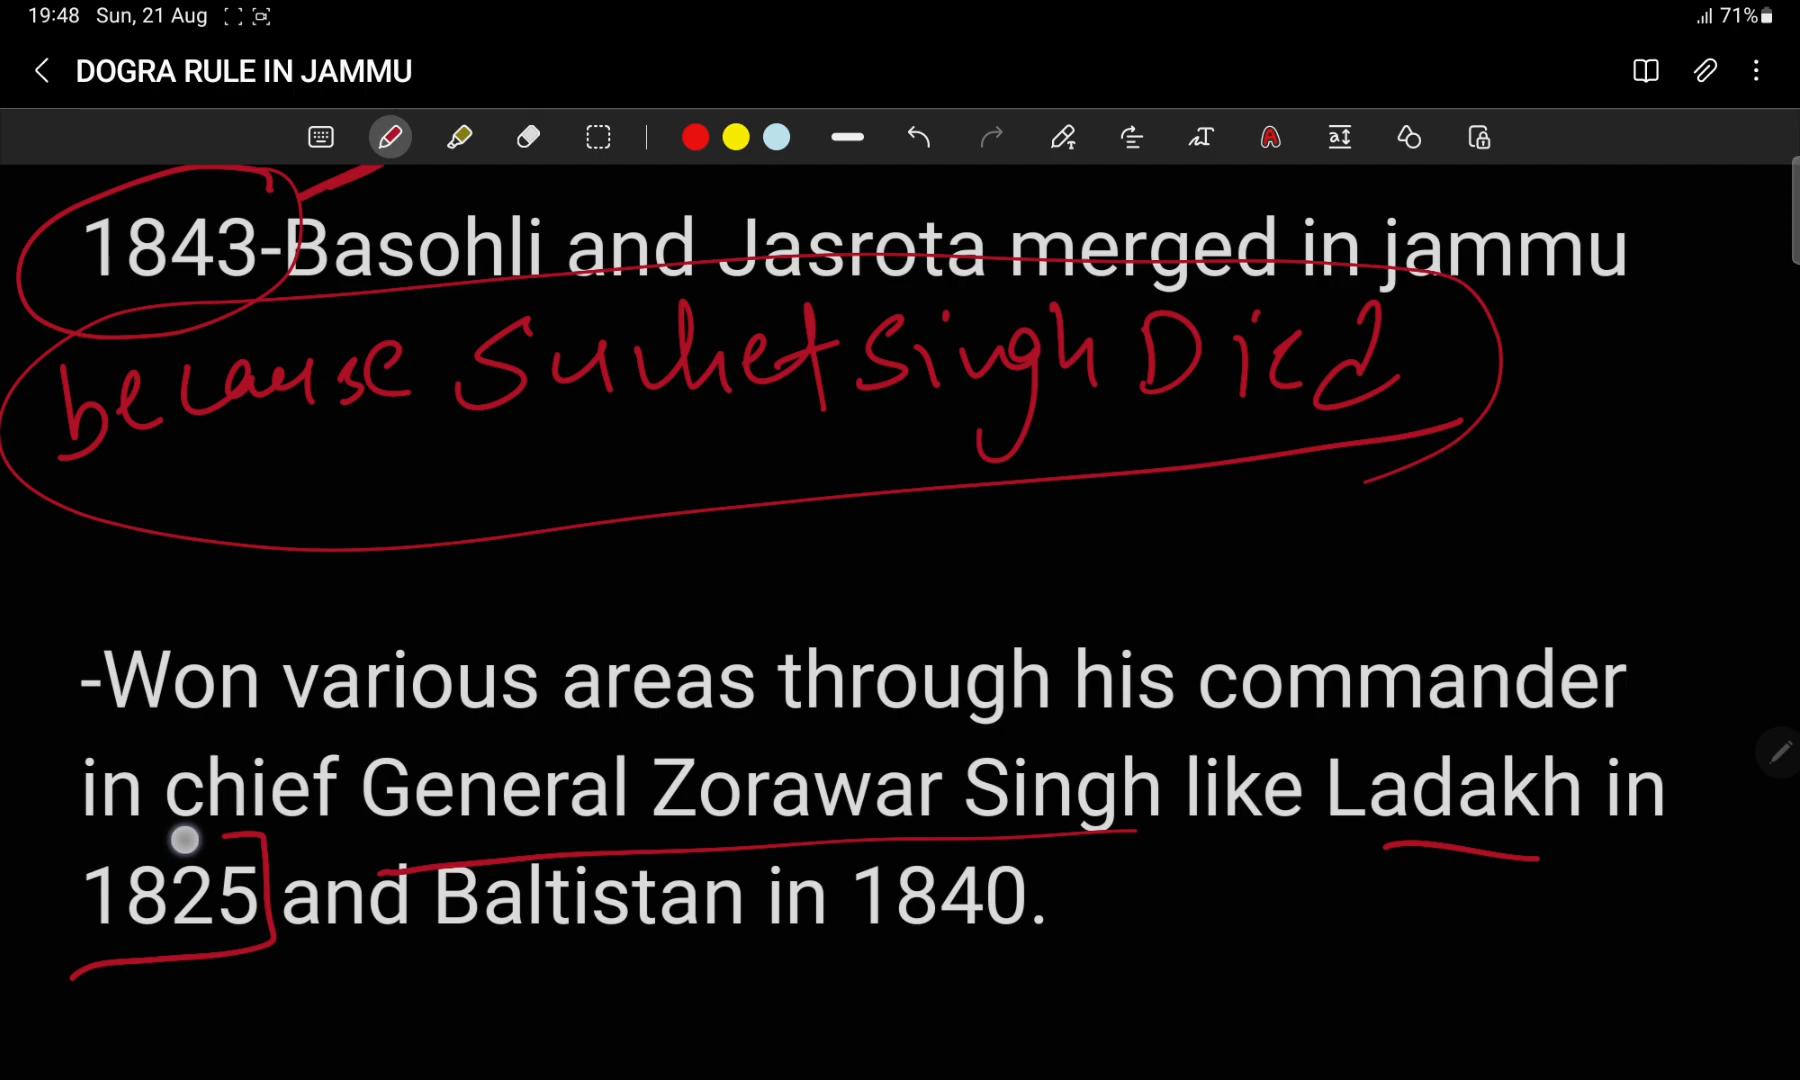 19:48 Sun, 21 Aug 71%
DOGRA RULE IN JAMMU
1843-Basohli and Jasrota merged in jammu
because Suchet Singh Died
-Won various areas through his commander
in chief General Zorawar Singh like Ladakh in
1825 and Baltistan in 1840.